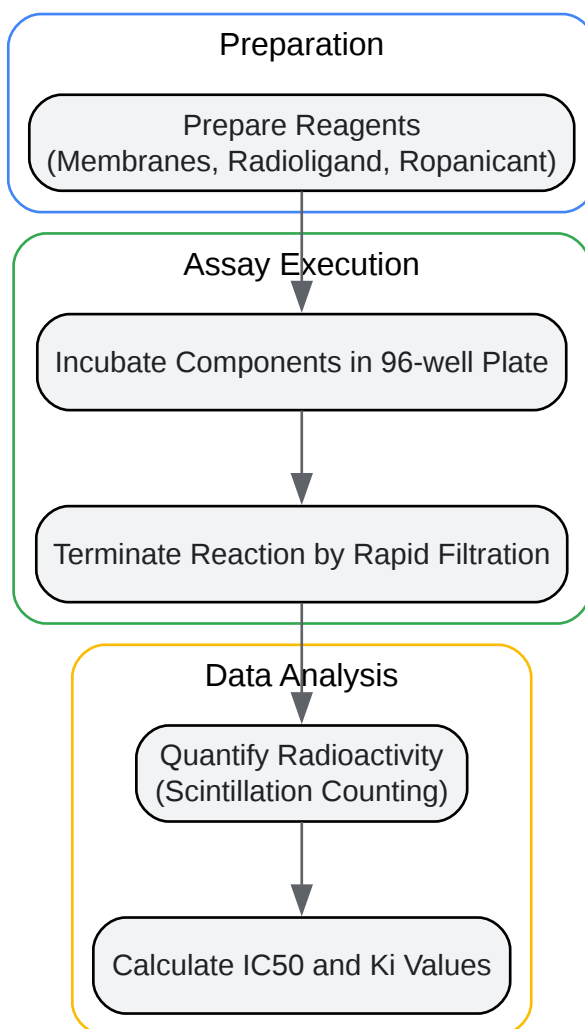 Preparation
Prepare Reagents
(Membranes, Radioligand, Ropanicant)
Assay Execution
Incubate Components in 96-well Plate
Terminate Reaction by Rapid Filtration
Data Analysis
Quantify Radioactivity
(Scintillation Counting)
Calculate IC50 and Ki Values